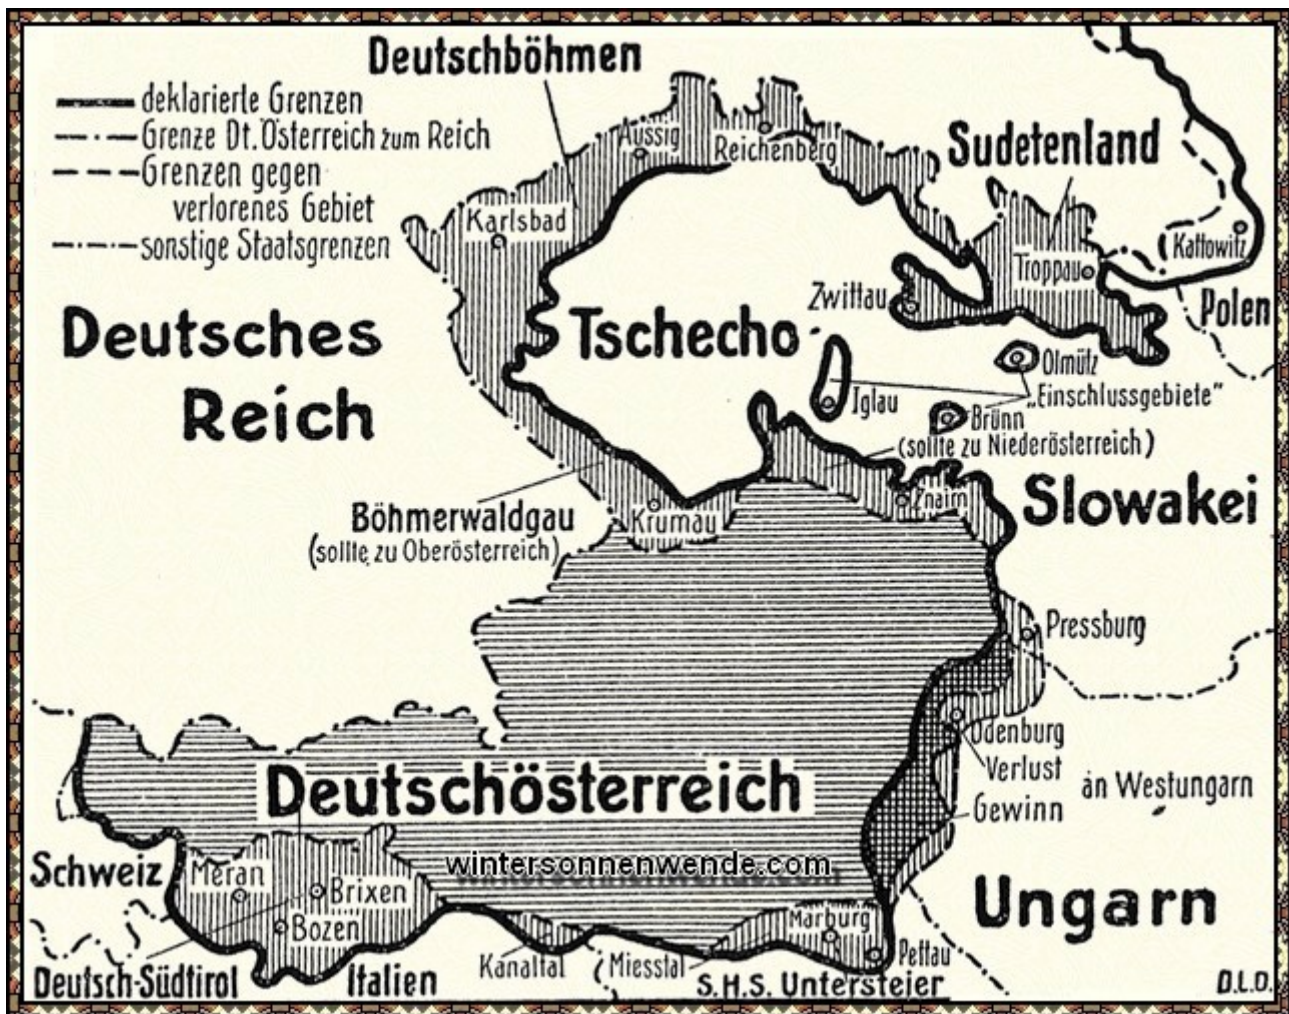 Deutschböhmen
deklarierte Grenzen
Grenze Dt. Österreich zum Reich
Grenzen gegen
verlorenes Gebiet
sonstige Staatsgrenzen
Aussig
Reichenberg
Sudetenland
Karlsbad
Kattowitz
Troppau
Zwittau
Polen
Deutsches
Reich
Tschecho
Olmütz
Iglau
„Einschlussgebiete"
Brünn
(sollte zu Niederösterreich)
Znaim
Slowakei
Böhmerwaldgau
(sollte zu Oberösterreich)
Krumau
Pressburg
Ödenburg
Verlust
an Westungarn
Gewinn
Deutschösterreich
wintersonnenwende.com
Schweiz
Meran
Brixen
Bozen
Ungarn
Marburg
Pettau
Kanaltal
Miesstal
Deutsch-Südtirol
Italien
S.H.S. Untersteier
O.L.D.